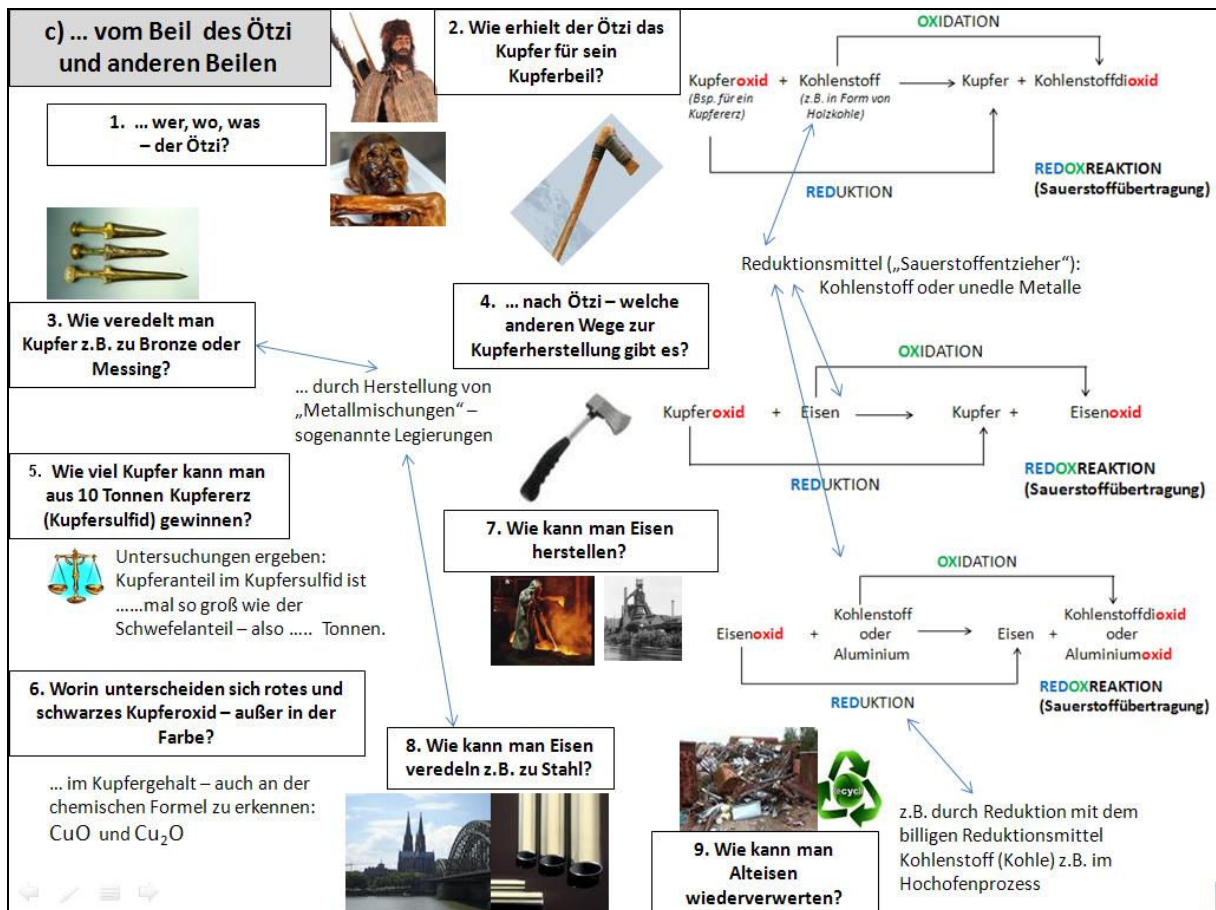 c) ... vom Beil des Ötzi
und anderen Beilen
1. ... wer, wo, was
– der Ötzi?
2. Wie erhielt der Ötzi das
Kupfer für sein
Kupferbeil?
OXIDATION
Kupferoxid + Kohlenstoff Kupfer + Kohlenstoffdioxid
(Bsp. für ein
Kupfererz)
(z.B. in Form von
Holzkohle)
REDUKTION
REDOXREAKTION
(Sauerstoffübertragung)
Reduktionsmittel („Sauerstoffentzieher“):
Kohlenstoff oder unedle Metalle
3. Wie veredelt man
Kupfer z.B. zu Bronze oder
Messing?
... durch Herstellung von
„Metallmischungen“ –
sogenannte Legierungen
4. ... nach Ötzi – welche
anderen Wege zur
Kupferherstellung gibt es?
OXIDATION
Kupferoxid + Eisen Kupfer + Eisenoxid
REDUKTION
REDOXREAKTION
(Sauerstoffübertragung)
5. Wie viel Kupfer kann man
aus 10 Tonnen Kupfererz
(Kupfersulfid) gewinnen?
Untersuchungen ergeben:
Kupferanteil im Kupfersulfid ist
......mal so groß wie der
Schwefelanteil – also ..... Tonnen.
6. Worin unterscheiden sich rotes und
schwarzes Kupferoxid – außer in der
Farbe?
... im Kupfergehalt – auch an der
chemischen Formel zu erkennen:
CuO und Cu₂O
7. Wie kann man Eisen
herstellen?
OXIDATION
Eisenoxid + Kohlenstoff
oder
Aluminium
Eisen + Kohlenstoffdioxid
oder
Aluminiumoxid
REDUKTION
REDOXREAKTION
(Sauerstoffübertragung)
z.B. durch Reduktion mit dem
billigen Reduktionsmittel
Kohlenstoff (Kohle) z.B. im
Hochofenprozess
8. Wie kann man Eisen
veredeln z.B. zu Stahl?
9. Wie kann man
Alteisen
wiederverwerten?
recycle